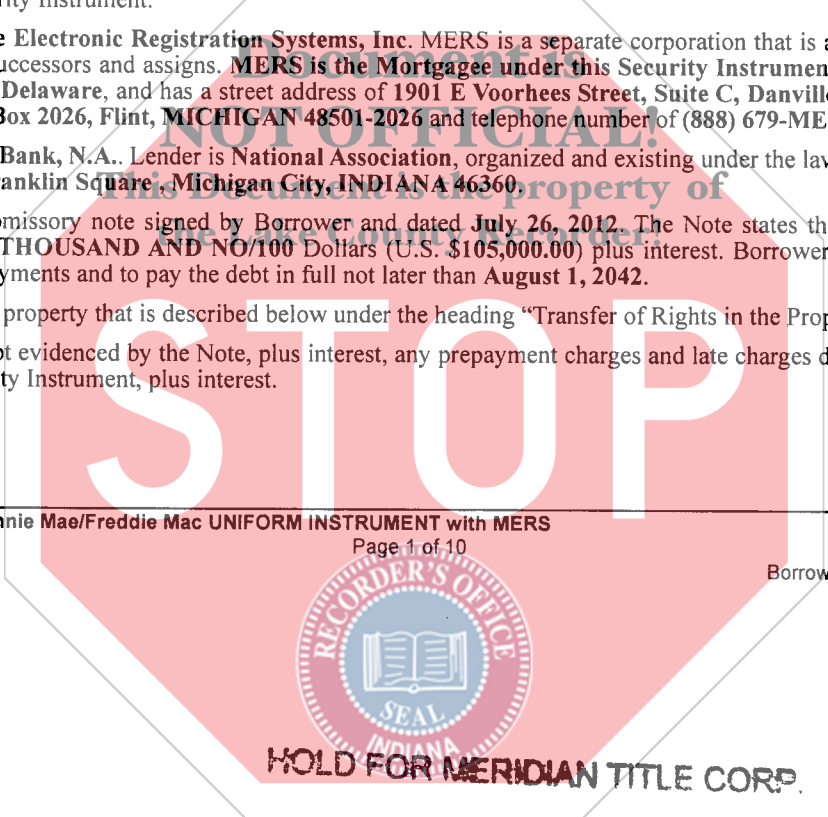 rity Instrument.
e Electronic Registration Systems, Inc. MERS is a separate corporation that is a
uccessors and assigns. MERS is the Mortgagee under this Security Instrumen
Delaware, and has a street address of 1901 E Voorhees Street, Suite C, Danville
Box 2026, Flint, MICHIGAN 48501-2026 and telephone number of (888) 679-ME
Bank, N.A.. Lender is National Association, organized and existing under the law
anklin Square , Michigan City, INDIANA 46360.
omissory note signed by Borrower and dated July 26, 2012. The Note states th
THOUSAND AND NO/100 Dollars (U.S. $105,000.00) plus interest. Borrower
yments and to pay the debt in full not later than August 1, 2042.
property that is described below under the heading “Transfer of Rights in the Prop
bt evidenced by the Note, plus interest, any prepayment charges and late charges d
ty Instrument, plus interest.
Document is
NOT OFFICIAL!
This Document is the property of
the Lake County Recorder!
STOP
nnie Mae/Freddie Mac UNIFORM INSTRUMENT with MERS
Page 1 of 10
Borrow
RECORDER'S OFFICE
SEAL
INDIANA
HOLD FOR MERIDIAN TITLE CORP.